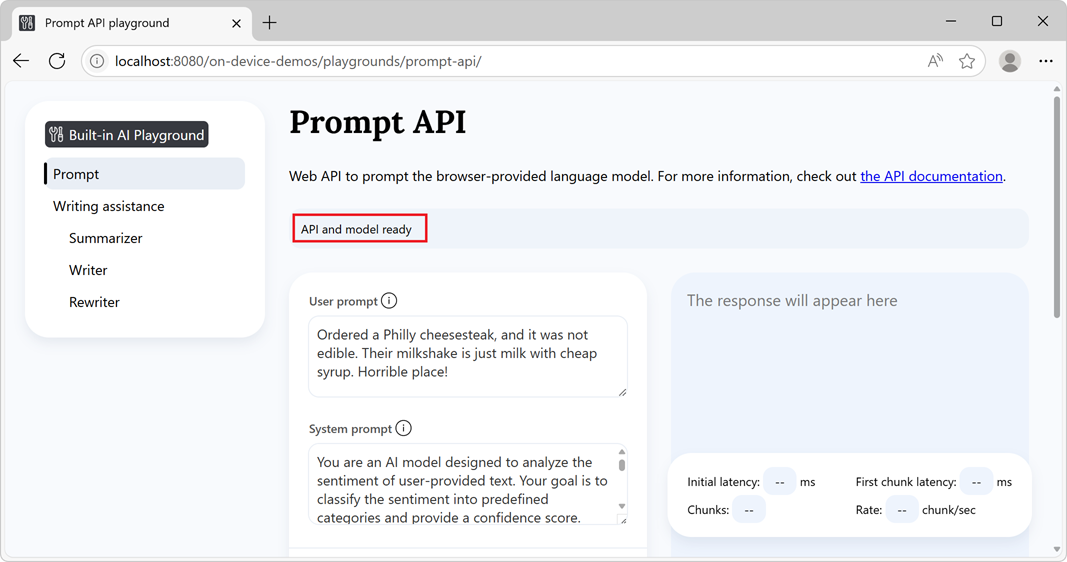 Prompt API playground
localhost:8080/on-device-demos/playgrounds/prompt-api/
Built-in AI Playground
Prompt
Writing assistance
Summarizer
Writer
Rewriter
Prompt API
Web API to prompt the browser-provided language model. For more information, check out the API documentation.
API and model ready
User prompt
Ordered a Philly cheesesteak, and it was not
edible. Their milkshake is just milk with cheap
syrup. Horrible place!
System prompt
You are an AI model designed to analyze the
sentiment of user-provided text. Your goal is to
classify the sentiment into predefined
categories and provide a confidence score.
The response will appear here
Initial latency: -- ms First chunk latency: -- ms
Chunks: -- Rate: -- chunk/sec